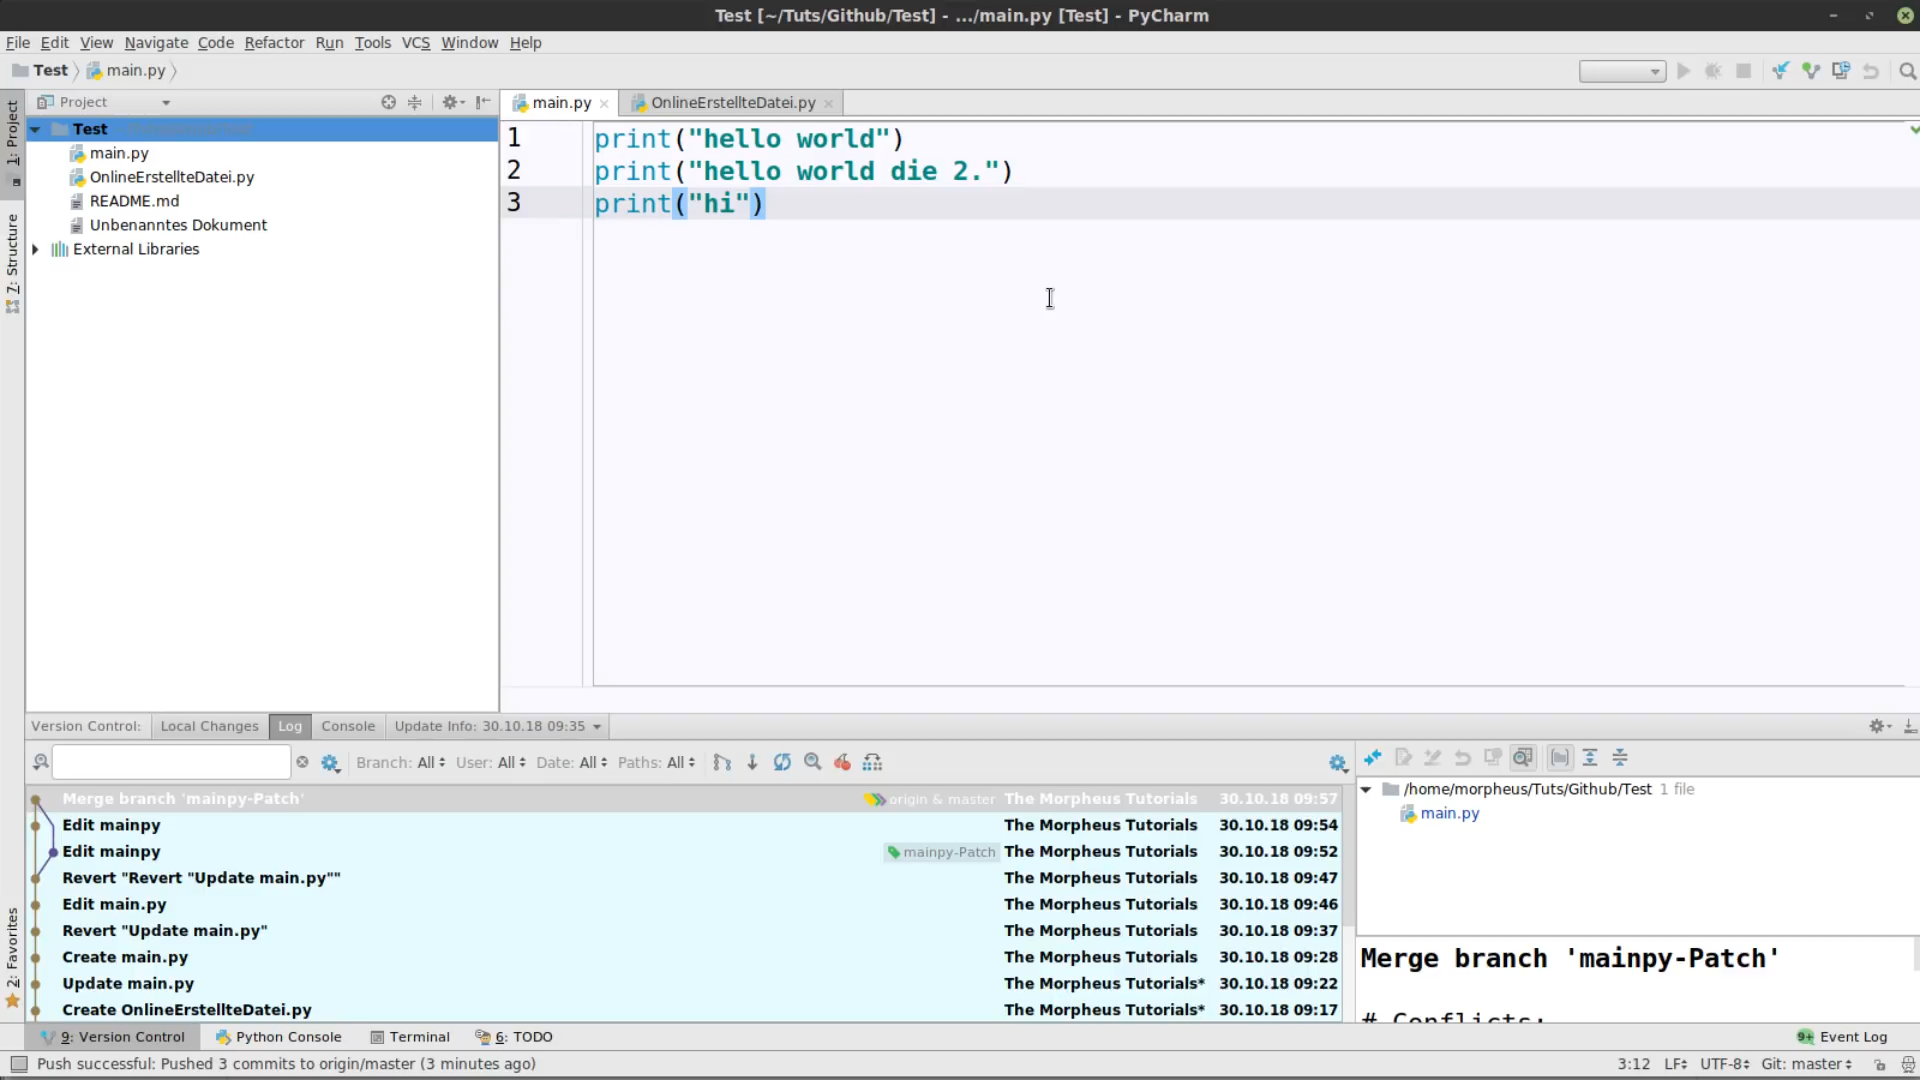 Test [~/Tuts/Github/Test] - .../main.py [Test] - PyCharm
File Edit View Navigate Code Refactor Run Tools VCS Window Help
Test main.py
Project
main.py
OnlineErstellteDatei.py
1: Project
7: Structure
2: Favorites
Test
main.py
OnlineErstellteDatei.py
README.md
Unbenanntes Dokument
External Libraries
1 print("hello world")
2 print("hello world die 2.")
3 print("hi")
Version Control: Local Changes Log Console Update Info: 30.10.18 09:35
Branch: All User: All Date: All Paths: All
Merge branch 'mainpy-Patch' origin & master The Morpheus Tutorials 30.10.18 09:57
Edit mainpy The Morpheus Tutorials 30.10.18 09:54
Edit mainpy mainpy-Patch The Morpheus Tutorials 30.10.18 09:52
Revert "Revert "Update main.py"" The Morpheus Tutorials 30.10.18 09:47
Edit main.py The Morpheus Tutorials 30.10.18 09:46
Revert "Update main.py" The Morpheus Tutorials 30.10.18 09:37
Create main.py The Morpheus Tutorials 30.10.18 09:28
Update main.py The Morpheus Tutorials* 30.10.18 09:22
Create OnlineErstellteDatei.py The Morpheus Tutorials* 30.10.18 09:17
/home/morpheus/Tuts/Github/Test 1 file
main.py
Merge branch 'mainpy-Patch'
# Conflicts:
9: Version Control Python Console Terminal 6: TODO 9+ Event Log
Push successful: Pushed 3 commits to origin/master (3 minutes ago) 3:12 LF UTF-8 Git: master